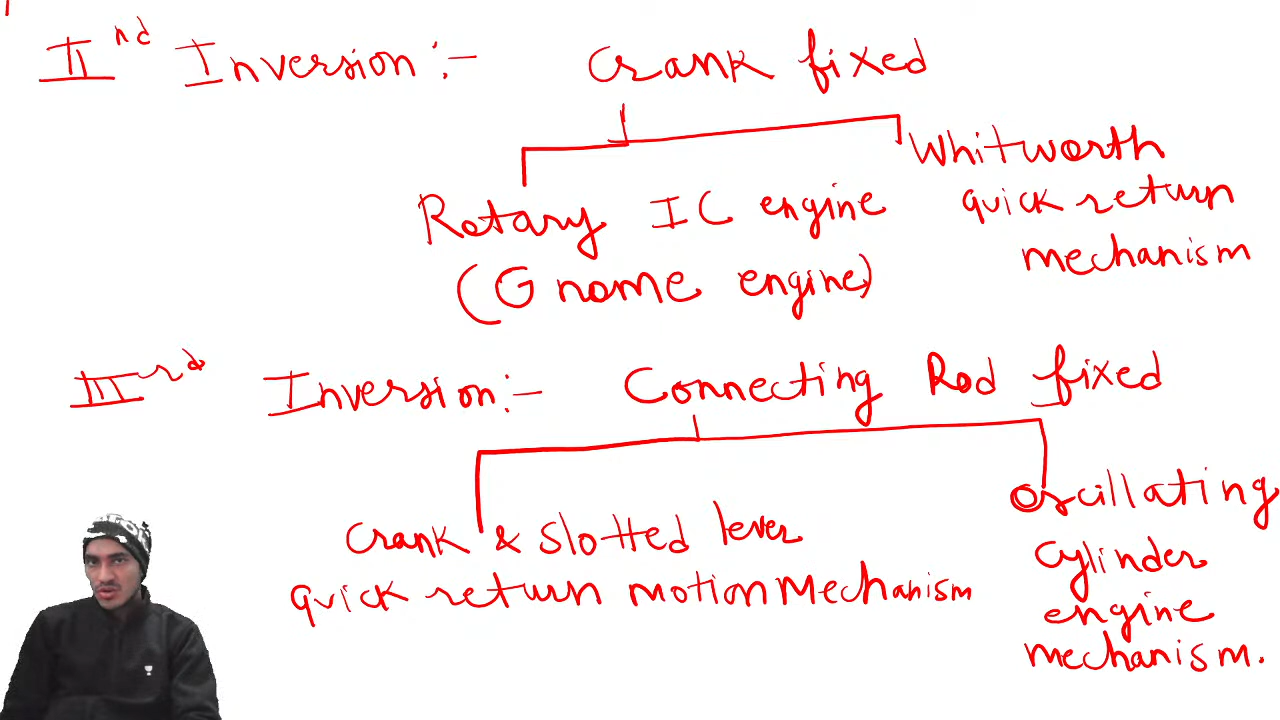 IInd Inversion:- Crank fixed
Rotary IC engine
(Gnome engine)
Whitworth
quick return
mechanism
IIIrd Inversion:- Connecting Rod fixed
Crank & slotted lever
quick return motion Mechanism
oscillating
cylinder
engine
mechanism.